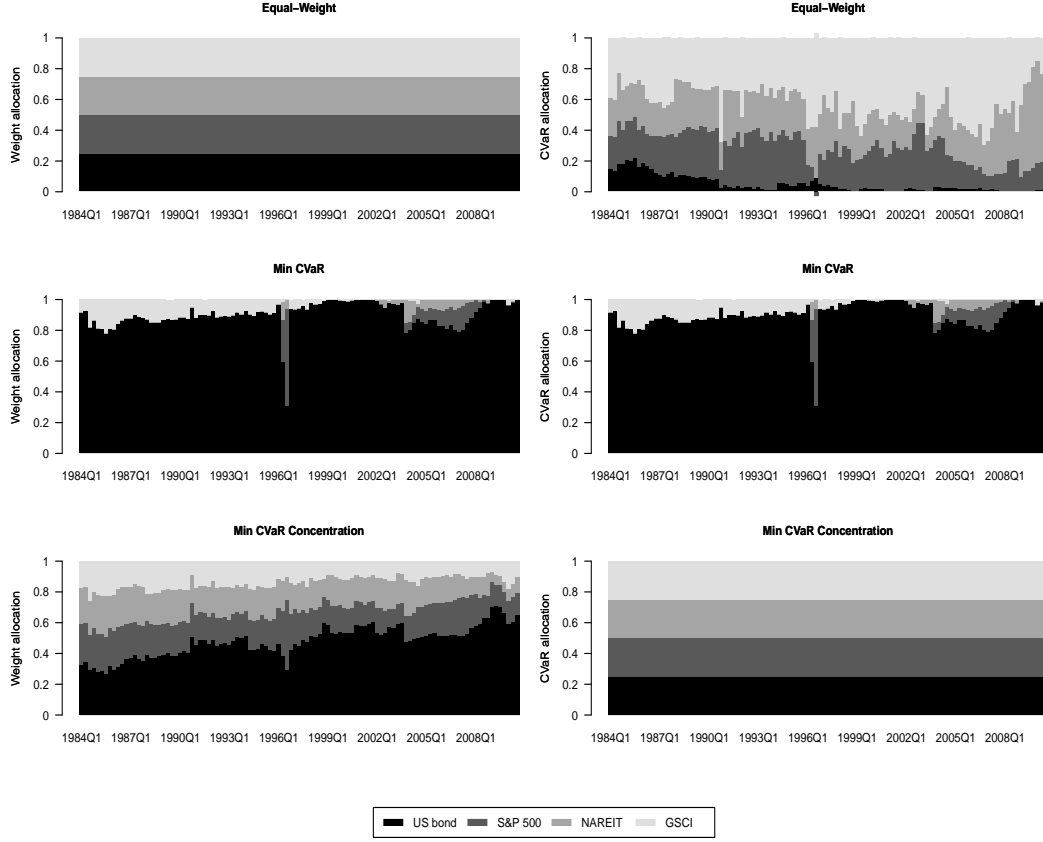 Equal−Weight
Weight allocation
1
0.8
0.6
0.4
0.2
0
1984Q1 1987Q1 1990Q1 1993Q1 1996Q1 1999Q1 2002Q1 2005Q1 2008Q1
Equal−Weight
CVaR allocation
1
0.8
0.6
0.4
0.2
0
1984Q1 1987Q1 1990Q1 1993Q1 1996Q1 1999Q1 2002Q1 2005Q1 2008Q1
Min CVaR
Weight allocation
1
0.8
0.6
0.4
0.2
0
1984Q1 1987Q1 1990Q1 1993Q1 1996Q1 1999Q1 2002Q1 2005Q1 2008Q1
Min CVaR
CVaR allocation
1
0.8
0.6
0.4
0.2
0
1984Q1 1987Q1 1990Q1 1993Q1 1996Q1 1999Q1 2002Q1 2005Q1 2008Q1
Min CVaR Concentration
Weight allocation
1
0.8
0.6
0.4
0.2
0
1984Q1 1987Q1 1990Q1 1993Q1 1996Q1 1999Q1 2002Q1 2005Q1 2008Q1
Min CVaR Concentration
CVaR allocation
1
0.8
0.6
0.4
0.2
0
1984Q1 1987Q1 1990Q1 1993Q1 1996Q1 1999Q1 2002Q1 2005Q1 2008Q1
US bond S&P 500 NAREIT GSCI